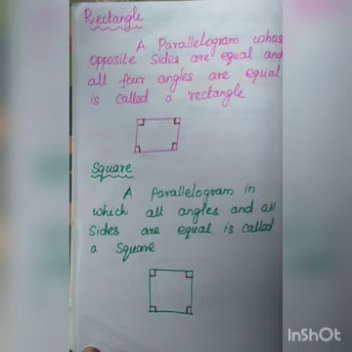 Rectangle
A Parallelogram whos
opposite sides are equal and
all four angles are equal
is called a rectangle
Square
A parallelogram in
which all angles and all
Sides are equal is called
a Square
InShOt